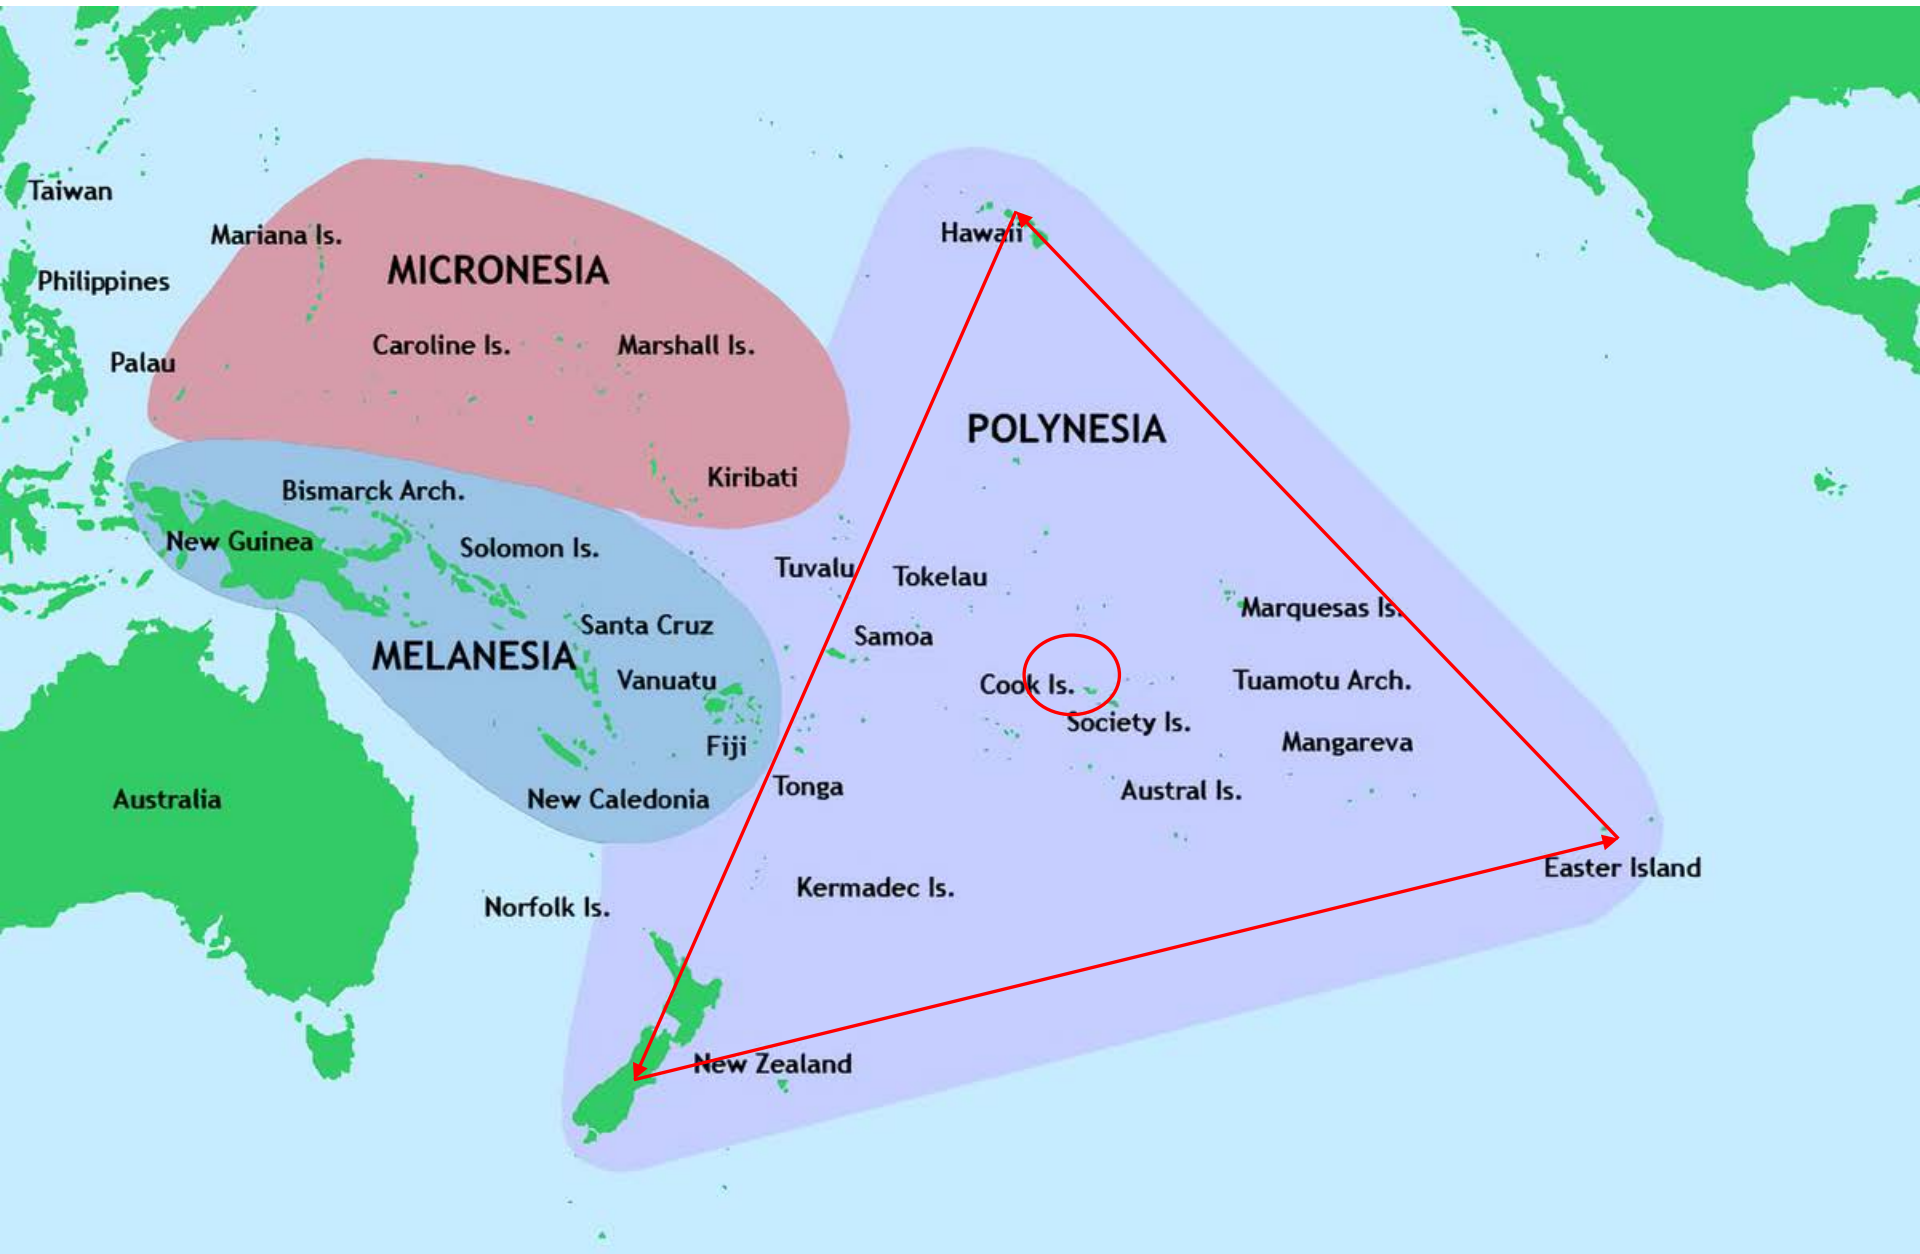 Taiwan
Mariana Is.
Hawaii
MICRONESIA
Philippines
Caroline Is.
Marshall Is.
Palau
POLYNESIA
Kiribati
Bismarck Arch.
New Guinea
Solomon Is.
Tuvalu
Tokelau
Marquesas Is.
Santa Cruz
Samoa
MELANESIA
Vanuatu
Cook Is.
Tuamotu Arch.
Society Is.
Fiji
Mangareva
Tonga
Austral Is.
Australia
New Caledonia
Easter Island
Kermadec Is.
Norfolk Is.
New Zealand